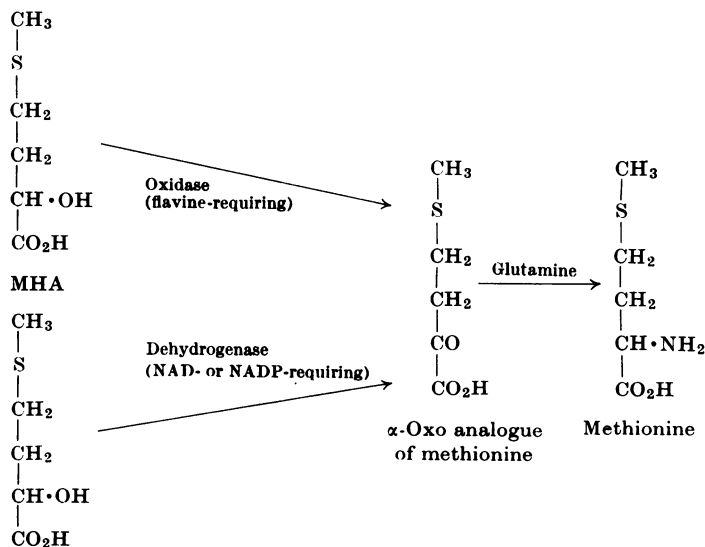 CH₃
S
CH₂
CH₂
CH·OH
CO₂H
MHA
CH₃
S
CH₂
CH₂
CH·OH
CO₂H
Oxidase
(flavine-requiring)
Dehydrogenase
(NAD- or NADP-requiring)
CH₃
S
CH₂
CH₂
CO
CO₂H
α-Oxo analogue
of methionine
Glutamine
CH₃
S
CH₂
CH₂
CH·NH₂
CO₂H
Methionine